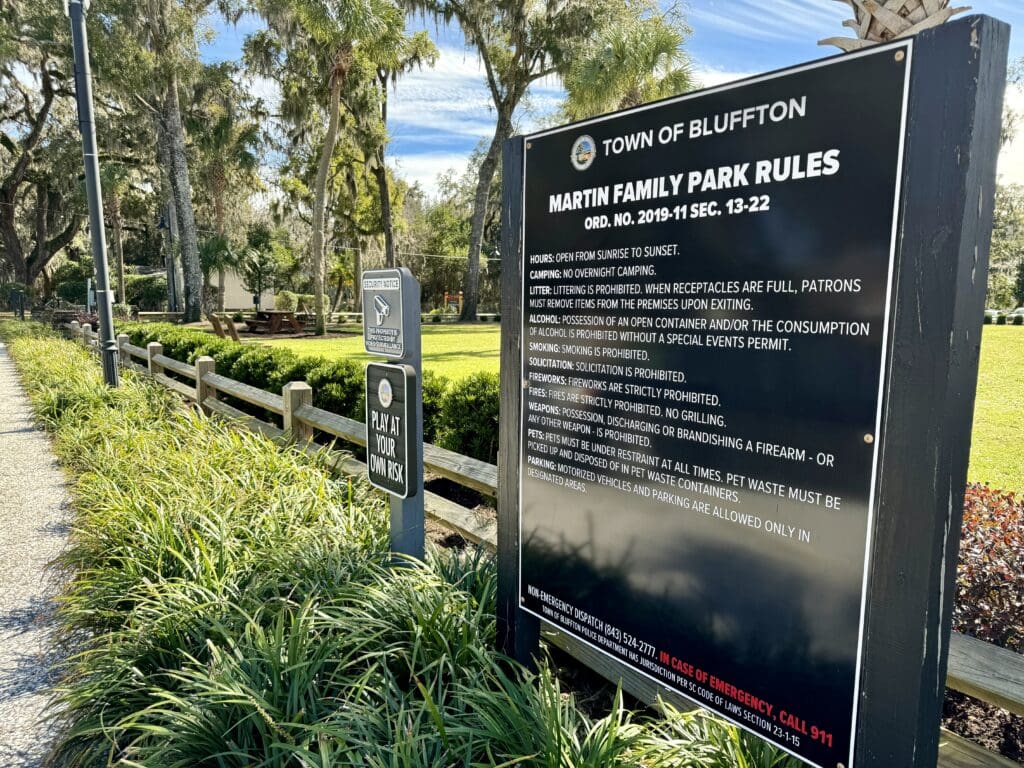 TOWN OF BLUFFTON
MARTIN FAMILY PARK RULES
ORD. NO. 2019-11 SEC. 13-22
HOURS: OPEN FROM SUNRISE TO SUNSET.
CAMPING: NO OVERNIGHT CAMPING.
LITTER: LITTERING IS PROHIBITED. WHEN RECEPTACLES ARE FULL, PATRONS
MUST REMOVE ITEMS FROM THE PREMISES UPON EXITING.
ALCOHOL: POSSESSION OF AN OPEN CONTAINER AND/OR THE CONSUMPTION
OF ALCOHOL IS PROHIBITED WITHOUT A SPECIAL EVENTS PERMIT.
SMOKING: SMOKING IS PROHIBITED.
SOLICITATION: SOLICITATION IS PROHIBITED.
FIREWORKS: FIREWORKS ARE STRICTLY PROHIBITED.
FIRES: FIRES ARE STRICTLY PROHIBITED. NO GRILLING.
WEAPONS: POSSESSION, DISCHARGING OR BRANDISHING A FIREARM - OR
ANY OTHER WEAPON - IS PROHIBITED.
PETS: PETS MUST BE UNDER RESTRAINT AT ALL TIMES. PET WASTE MUST BE
PICKED UP AND DISPOSED OF IN PET WASTE CONTAINERS.
PARKING: MOTORIZED VEHICLES AND PARKING ARE ALLOWED ONLY IN
DESIGNATED AREAS.
NON-EMERGENCY DISPATCH (843) 524-2777. IN CASE OF EMERGENCY, CALL 911
TOWN OF BLUFFTON POLICE DEPARTMENT HAS JURISDICTION PER SC CODE OF LAWS SECTION 23-1-15
SECURITY NOTICE
THIS PROPERTY IS
PROTECTED BY
VIDEO SURVEILLANCE
PLAY AT
YOUR
OWN RISK